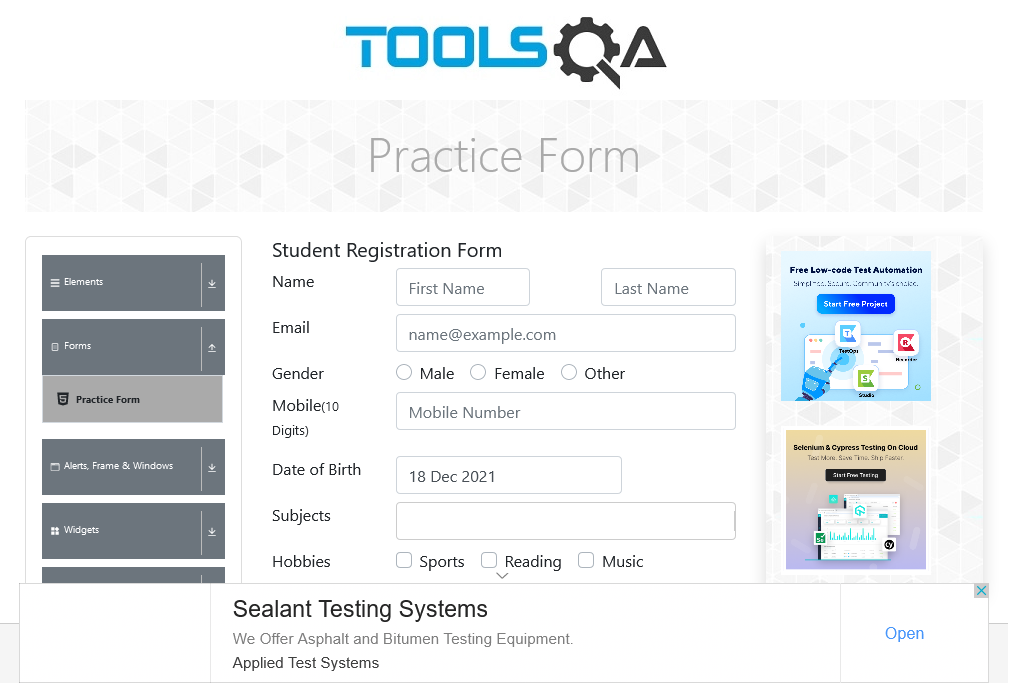 TOOLSQA
Practice Form
Elements
Forms
Practice Form
Alerts, Frame & Windows
Widgets
Student Registration Form
Name
First Name
Last Name
Email
name@example.com
Gender
Male
Female
Other
Mobile(10
Digits)
Mobile Number
Date of Birth
18 Dec 2021
Subjects
Hobbies
Sports
Reading
Music
Free Low-code Test Automation
Simplified. Secure. Community's choice.
Start Free Project
TestOps
Recorder
Studio
Selenium & Cypress Testing On Cloud
Test More. Save Time. Ship Faster.
Start Free Testing
Sealant Testing Systems
We Offer Asphalt and Bitumen Testing Equipment.
Applied Test Systems
Open